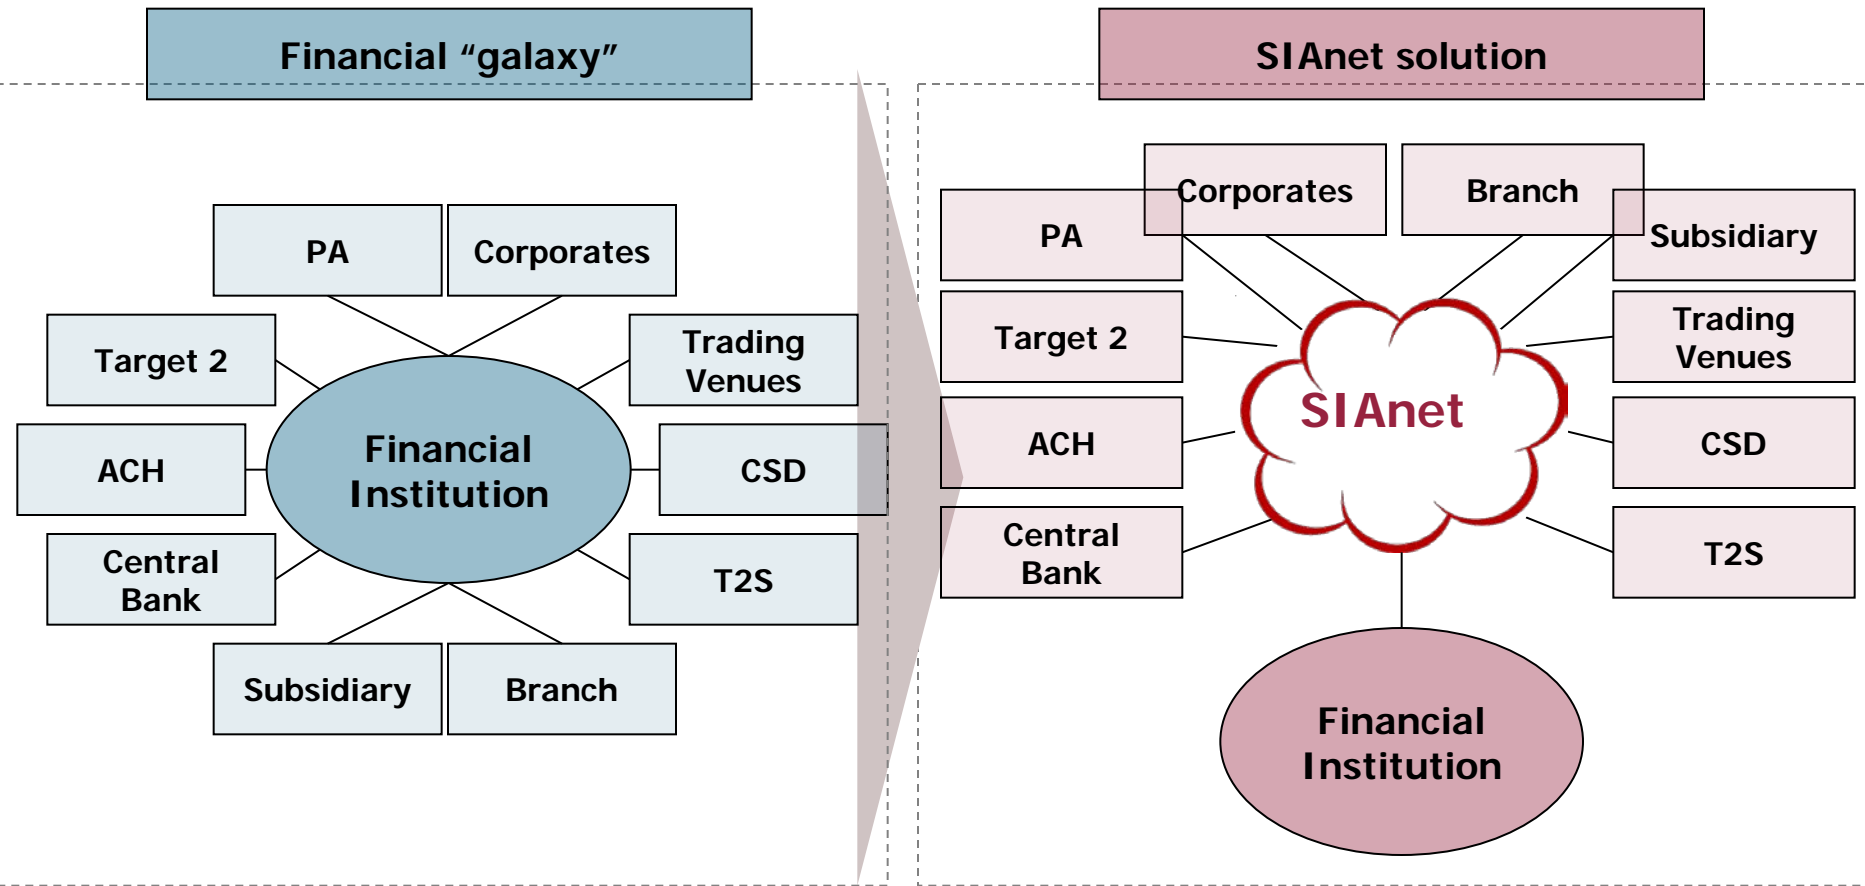 Financial “galaxy”
PA
Corporates
Target 2
Trading
Venues
ACH
Financial
Institution
CSD
Central
Bank
T2S
Subsidiary
Branch
SIAnet solution
Corporates
Branch
PA
Subsidiary
Target 2
Trading
Venues
SIAnet
ACH
CSD
Central
Bank
T2S
Financial
Institution